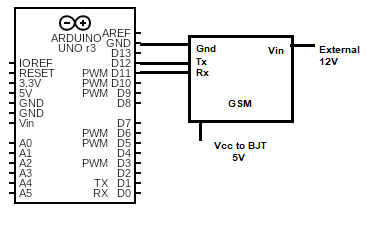 ARDUINO
UNO r3
AREF
GND
D13
IOREF D12
RESET PWM D11
3.3V PWM D10
5V PWM D9
GND D8
GND
Vin D7
PWM D6
A0 PWM D5
A1 D4
A2 PWM D3
A3 D2
A4 TX D1
A5 RX D0
Gnd
Tx
Rx
Vin
GSM
External
12V
Vcc to BJT
5V